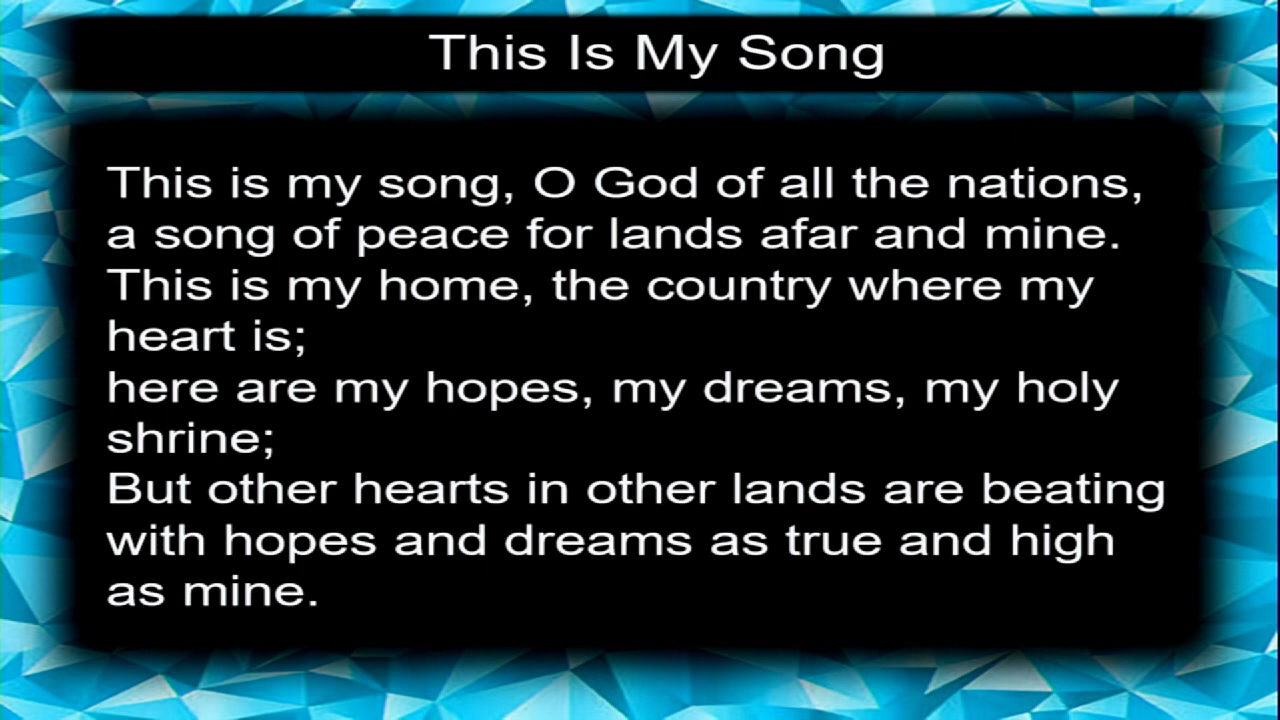 This Is My Song
This is my song, O God of all the nations,
a song of peace for lands afar and mine.
This is my home, the country where my
heart is;
here are my hopes, my dreams, my holy
shrine;
But other hearts in other lands are beating
with hopes and dreams as true and high
as mine.